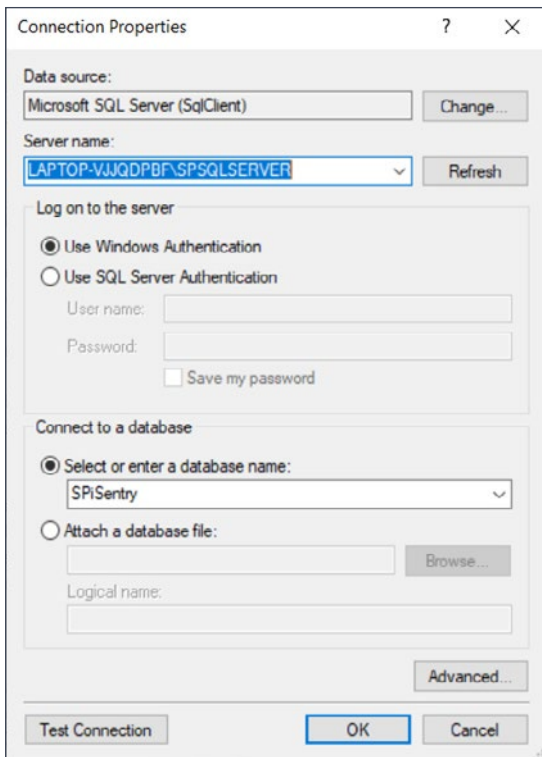 Connection Properties ? ×
Data source:
Microsoft SQL Server (SqlClient) Change...
Server name:
LAPTOP-VJJQDPBF\SPSQLSERVER Refresh
Log on to the server
Use Windows Authentication
Use SQL Server Authentication
User name:
Password:
Save my password
Connect to a database
Select or enter a database name:
SPiSentry
Attach a database file:
Browse...
Logical name:
Advanced...
Test Connection OK Cancel